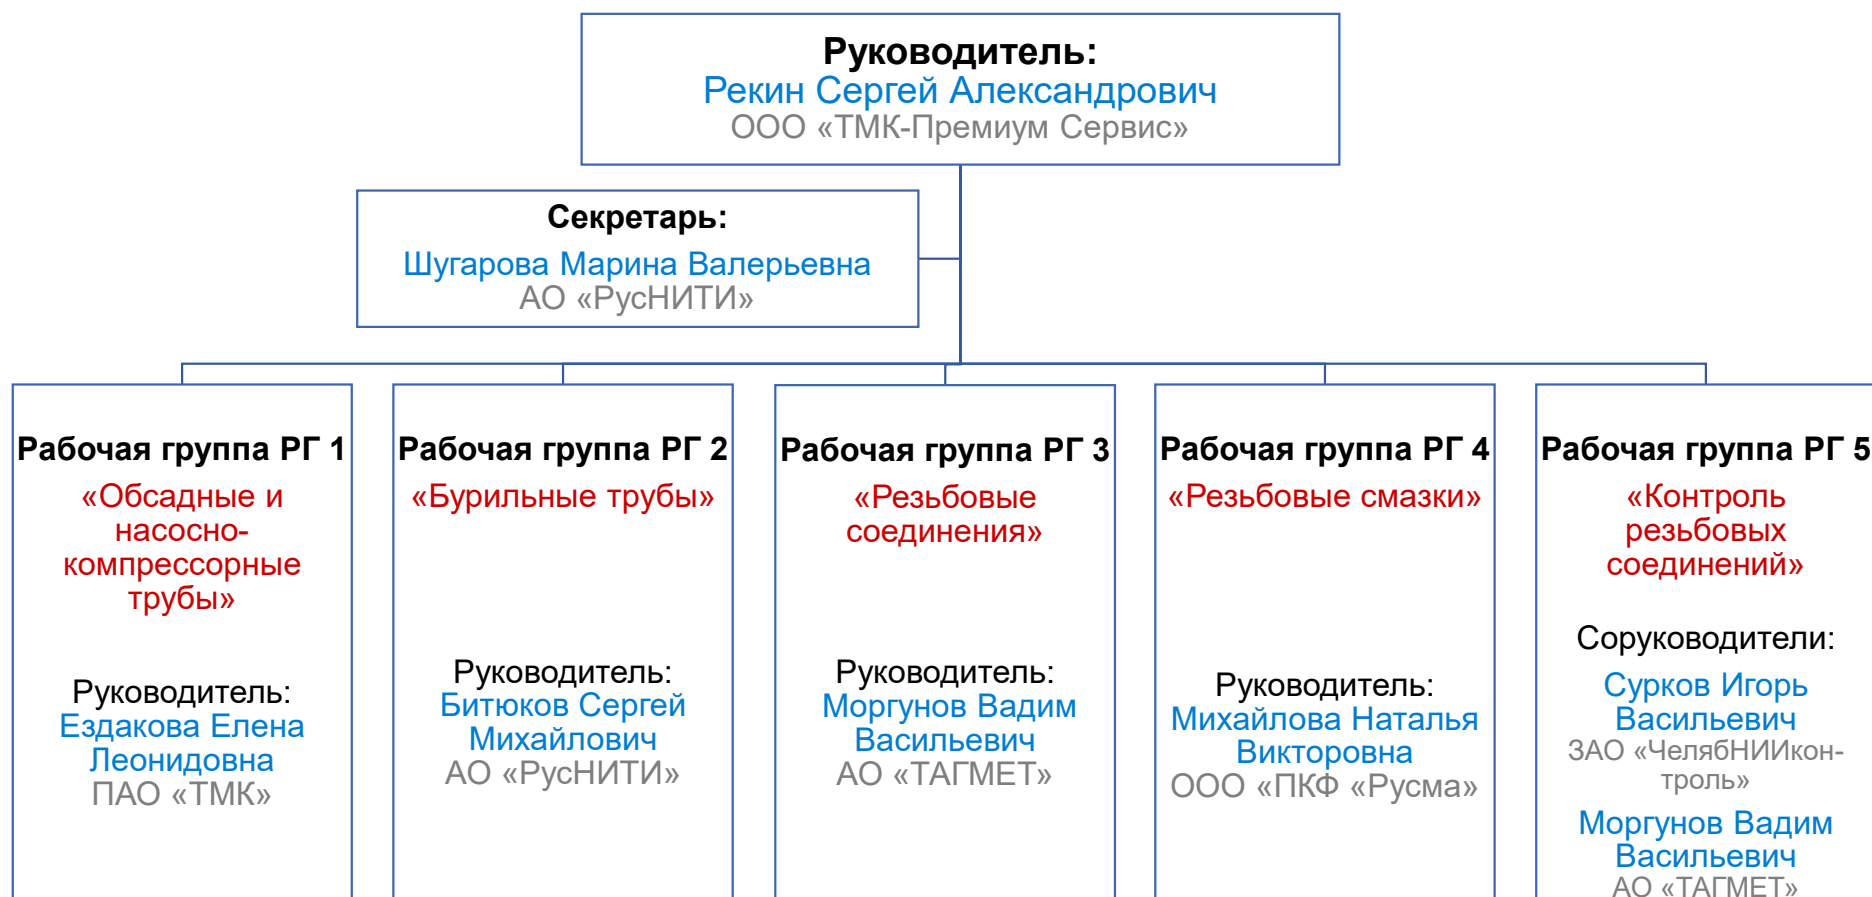 Руководитель:
Рекин Сергей Александрович
ООО «ТМК-Премиум Сервис»
Секретарь:
Шугарова Марина Валерьевна
АО «РусНИТИ»
Рабочая группа РГ 1
«Обсадные и
насосно-
компрессорные
трубы»
Руководитель:
Ездакова Елена
Леонидовна
ПАО «ТМК»
Рабочая группа РГ 2
«Бурильные трубы»
Руководитель:
Битюков Сергей
Михайлович
АО «РусНИТИ»
Рабочая группа РГ 3
«Резьбовые
соединения»
Руководитель:
Моргунов Вадим
Васильевич
АО «ТАГМЕТ»
Рабочая группа РГ 4
«Резьбовые смазки»
Руководитель:
Михайлова Наталья
Викторовна
ООО «ПКФ «Русма»
Рабочая группа РГ 5
«Контроль
резьбовых
соединений»
Соруководители:
Сурков Игорь
Васильевич
ЗАО «ЧелябНИИкон-
троль»
Моргунов Вадим
Васильевич
АО «ТАГМЕТ»